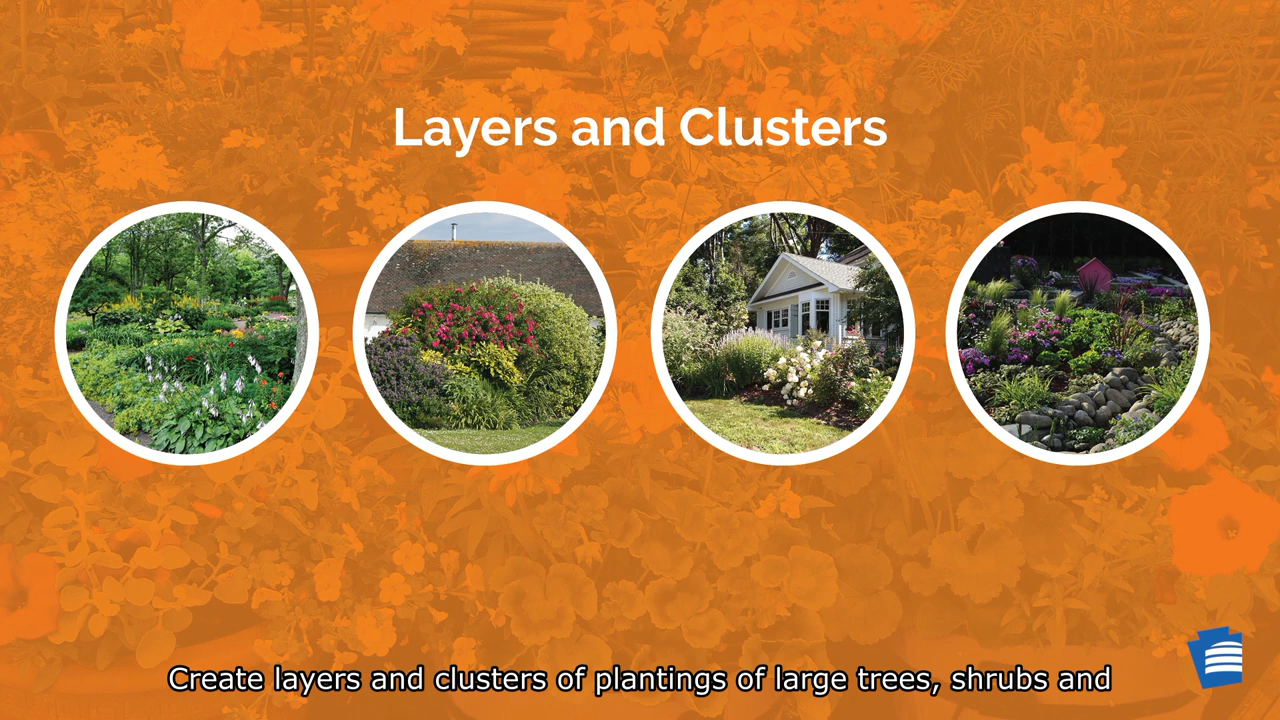 Layers and Clusters
Create layers and clusters of plantings of large trees, shrubs and